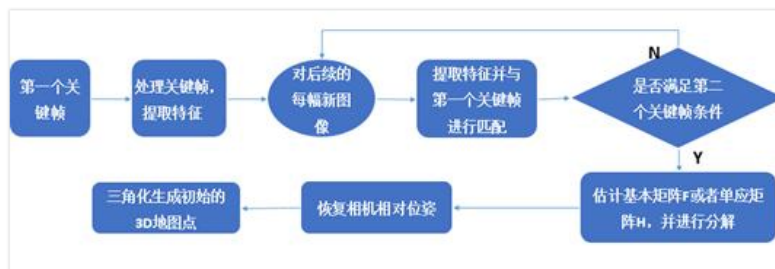 第一个关
键帧
处理关键帧，
提取特征
对后续的
每幅新图
像
提取特征并与
第一个关键帧
进行匹配
N
是否满足第二
个关键帧条件
Y
估计基本矩阵F或者单应矩
阵H，并进行分解
恢复相机相对位姿
三角化生成初始的
3D地图点